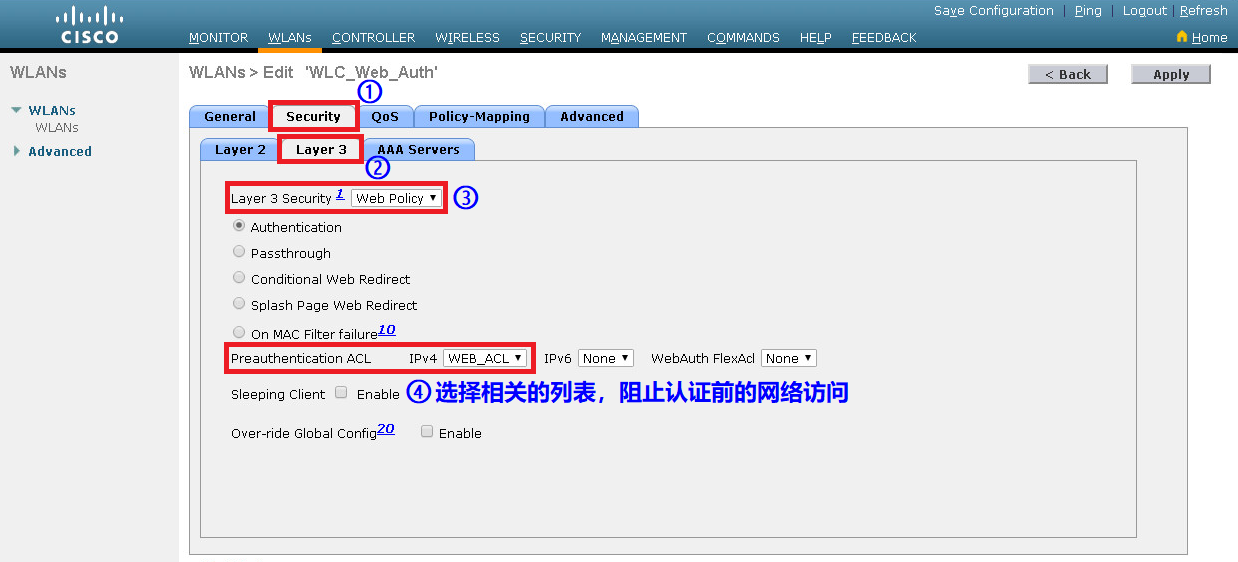 Save Configuration | Ping | Logout | Refresh
CISCO
MONITOR WLANs CONTROLLER WIRELESS SECURITY MANAGEMENT COMMANDS HELP FEEDBACK Home
WLANs
WLANs > Edit 'WLC_Web_Auth'
< Back Apply
①
WLANs
WLANs
Advanced
General Security QoS Policy-Mapping Advanced
Layer 2 Layer 3 AAA Servers
②
Layer 3 Security 1 Web Policy ③
Authentication
Passthrough
Conditional Web Redirect
Splash Page Web Redirect
On MAC Filter failure10
Preauthentication ACL IPv4 WEB_ACL IPv6 None WebAuth FlexAcl None
Sleeping Client Enable ④选择相关的列表，阻止认证前的网络访问
Over-ride Global Config20 Enable